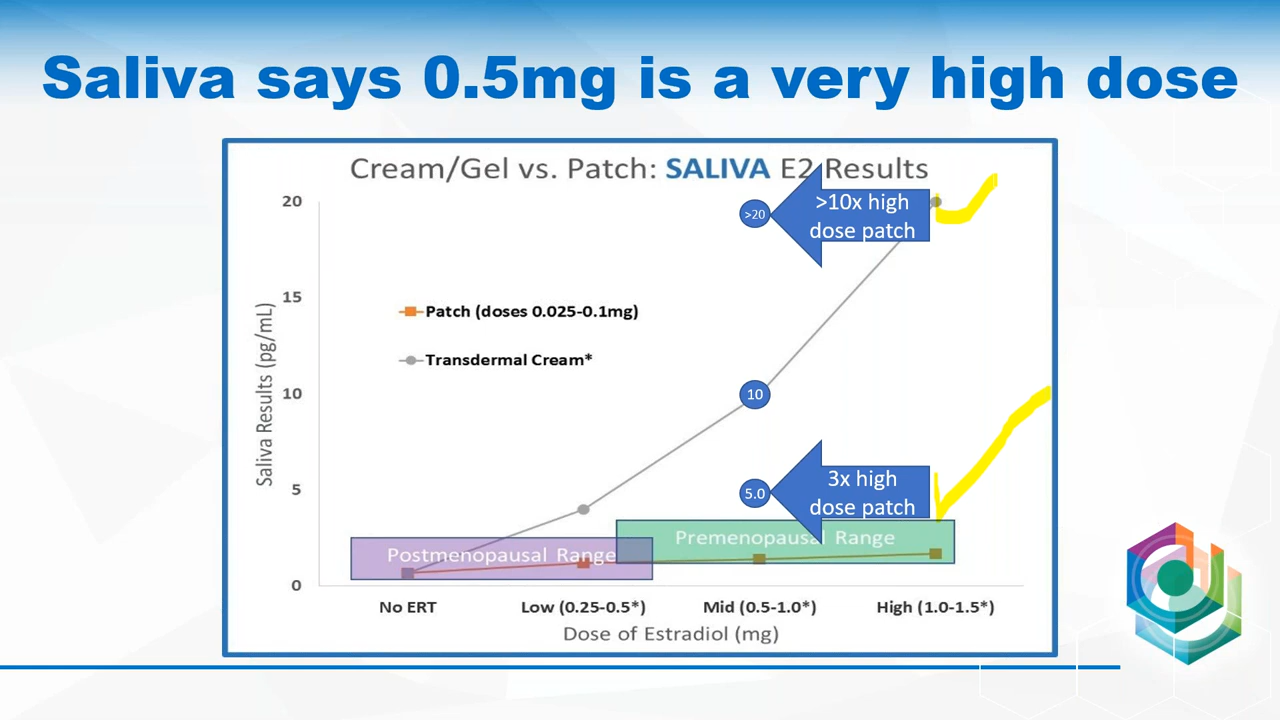 Saliva says 0.5mg is a very high dose
Cream/Gel vs. Patch: SALIVA E2 Results
20
15
10
5
0
Saliva Results (pg/mL)
Patch (doses 0.025-0.1mg)
Transdermal Cream*
>20
>10x high
dose patch
10
5.0
3x high
dose patch
Postmenopausal Range
Premenopausal Range
No ERT
Low (0.25-0.5*)
Mid (0.5-1.0*)
High (1.0-1.5*)
Dose of Estradiol (mg)